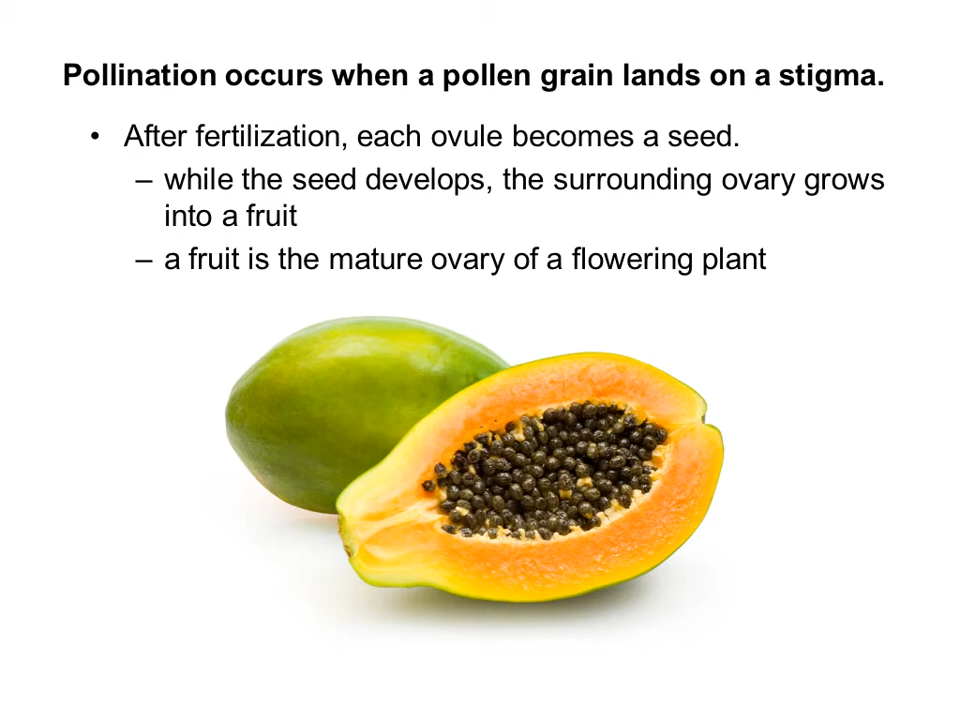 Pollination occurs when a pollen grain lands on a stigma.
• After fertilization, each ovule becomes a seed.
– while the seed develops, the surrounding ovary grows
into a fruit
– a fruit is the mature ovary of a flowering plant